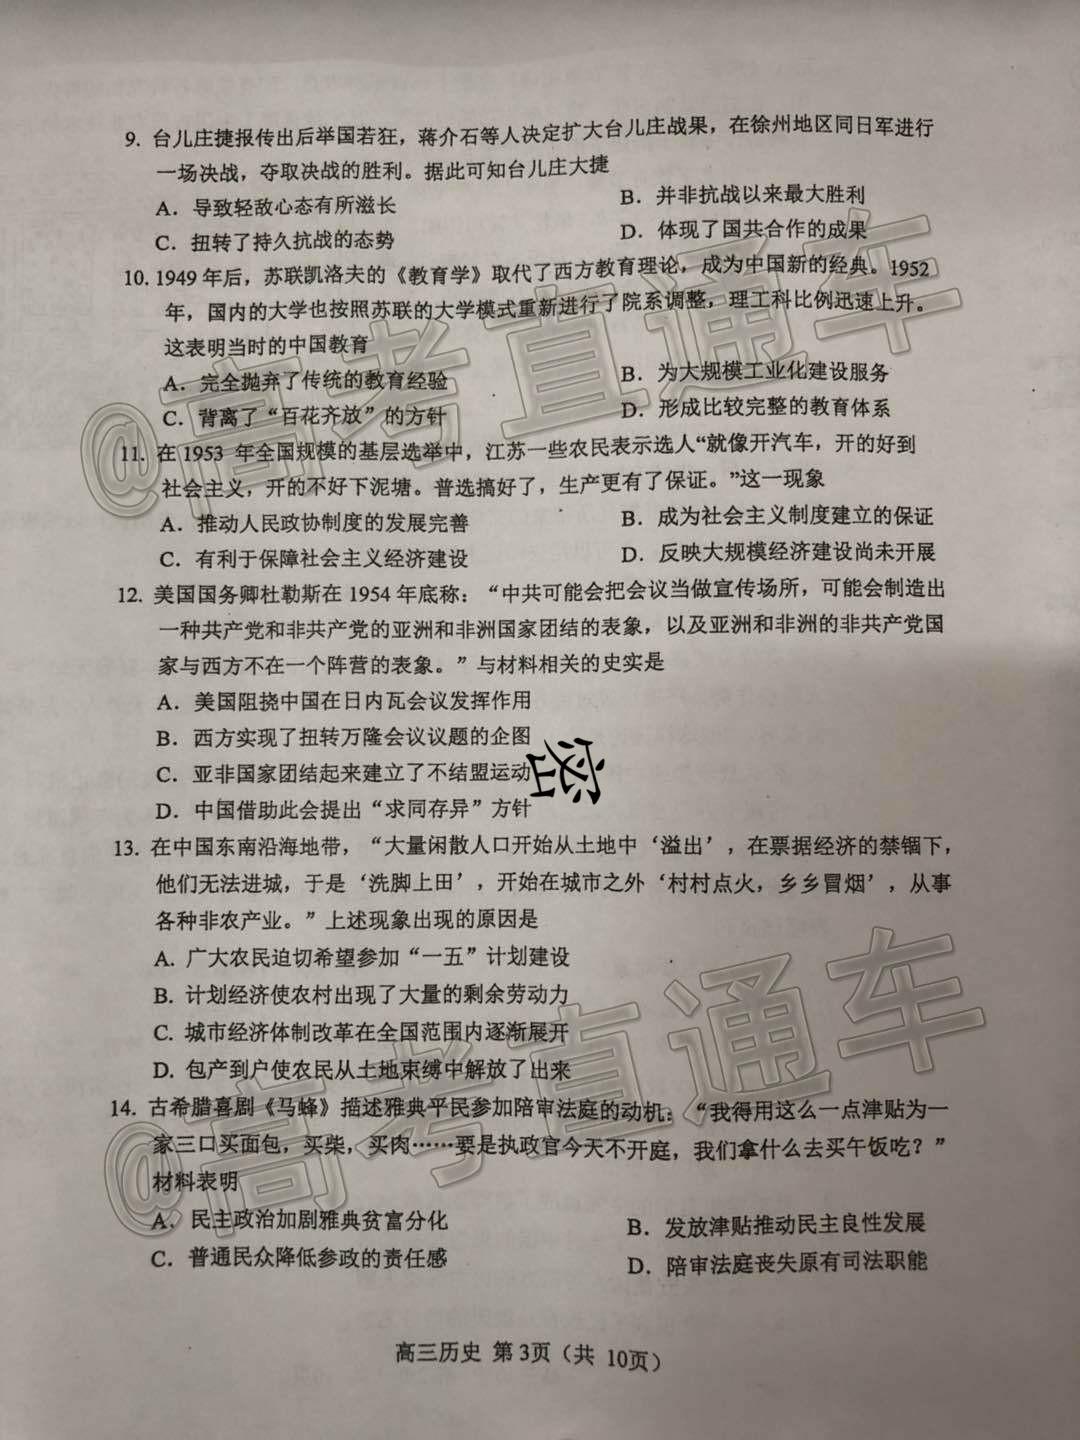 9. 台儿庄捷报传出后举国若狂，蒋介石等人决定扩大台儿庄战果，在徐州地区同日军进行
一场决战，夺取决战的胜利。据此可知台儿庄大捷
A．导致轻敌心态有所滋长 B．并非抗战以来最大胜利
C．扭转了持久抗战的态势 D．体现了国共合作的成果
10. 1949 年后，苏联凯洛夫的《教育学》取代了西方教育理论，成为中国新的经典。1952
年，国内的大学也按照苏联的大学模式重新进行了院系调整，理工科比例迅速上升。
这表明当时的中国教育
A．完全抛弃了传统的教育经验 B．为大规模工业化建设服务
C．背离了“百花齐放”的方针 D．形成比较完整的教育体系
11. 在 1953 年全国规模的基层选举中，江苏一些农民表示选人“就像开汽车，开的好到
社会主义，开的不好下泥塘。普选搞好了，生产更有了保证。”这一现象
A．推动人民政协制度的发展完善 B．成为社会主义制度建立的保证
C．有利于保障社会主义经济建设 D．反映大规模经济建设尚未开展
12. 美国国务卿杜勒斯在 1954 年底称：“中共可能会把会议当做宣传场所，可能会制造出
一种共产党和非共产党的亚洲和非洲国家团结的表象，以及亚洲和非洲的非共产党国
家与西方不在一个阵营的表象。”与材料相关的史实是
A．美国阻挠中国在日内瓦会议发挥作用
B．西方实现了扭转万隆会议议题的企图
C．亚非国家团结起来建立了不结盟运动
D．中国借助此会提出“求同存异”方针
密
13. 在中国东南沿海地带，“大量闲散人口开始从土地中‘溢出’，在票据经济的禁锢下，
他们无法进城，于是‘洗脚上田’，开始在城市之外‘村村点火，乡乡冒烟’，从事
各种非农产业。”上述现象出现的原因是
A. 广大农民迫切希望参加“一五”计划建设
B. 计划经济使农村出现了大量的剩余劳动力
C. 城市经济体制改革在全国范围内逐渐展开
D. 包产到户使农民从土地束缚中解放了出来
14. 古希腊喜剧《马蜂》描述雅典平民参加陪审法庭的动机：“我得用这么一点津贴为一
家三口买面包，买柴，买肉……要是执政官今天不开庭，我们拿什么去买午饭吃？”
材料表明
A、民主政治加剧雅典贫富分化 B．发放津贴推动民主良性发展
C．普通民众降低参政的责任感 D．陪审法庭丧失原有司法职能
高三历史 第 3页（共 10页）
@高考直通车
@高考直通车